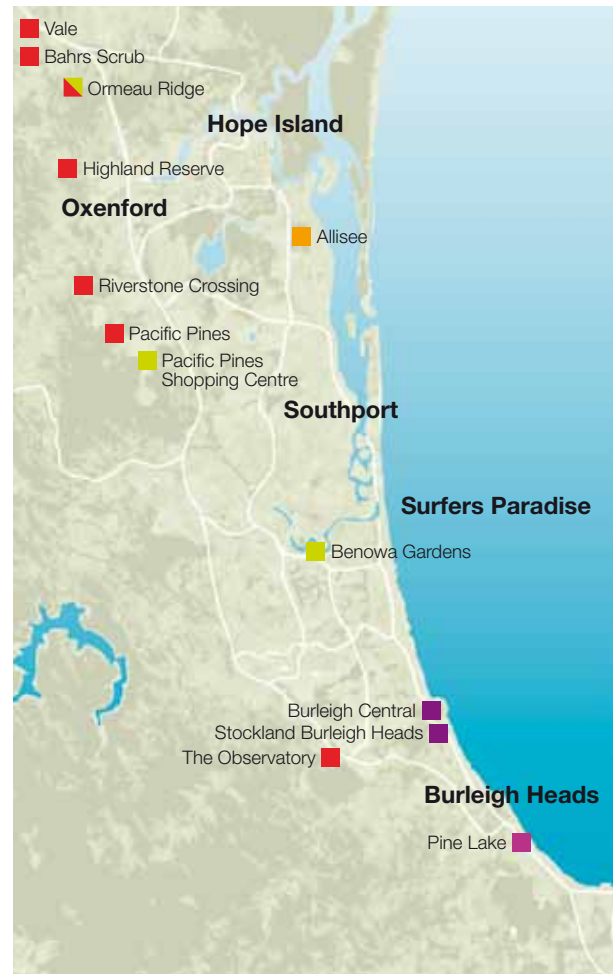 Vale
Bahrs Scrub
Ormeau Ridge
Hope Island
Highland Reserve
Oxenford
Allisee
Riverstone Crossing
Pacific Pines
Pacific Pines
Shopping Centre
Southport
Surfers Paradise
Benowa Gardens
Burleigh Central
Stockland Burleigh Heads
The Observatory
Burleigh Heads
Pine Lake